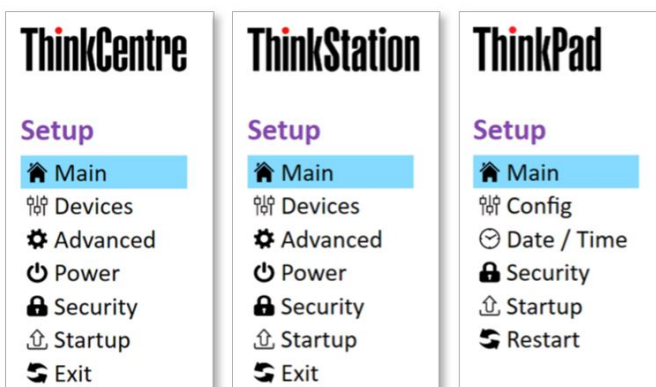 ThinkCentre
Setup
Main
Devices
Advanced
Power
Security
Startup
Exit
ThinkStation
Setup
Main
Devices
Advanced
Power
Security
Startup
Exit
ThinkPad
Setup
Main
Config
Date / Time
Security
Startup
Restart